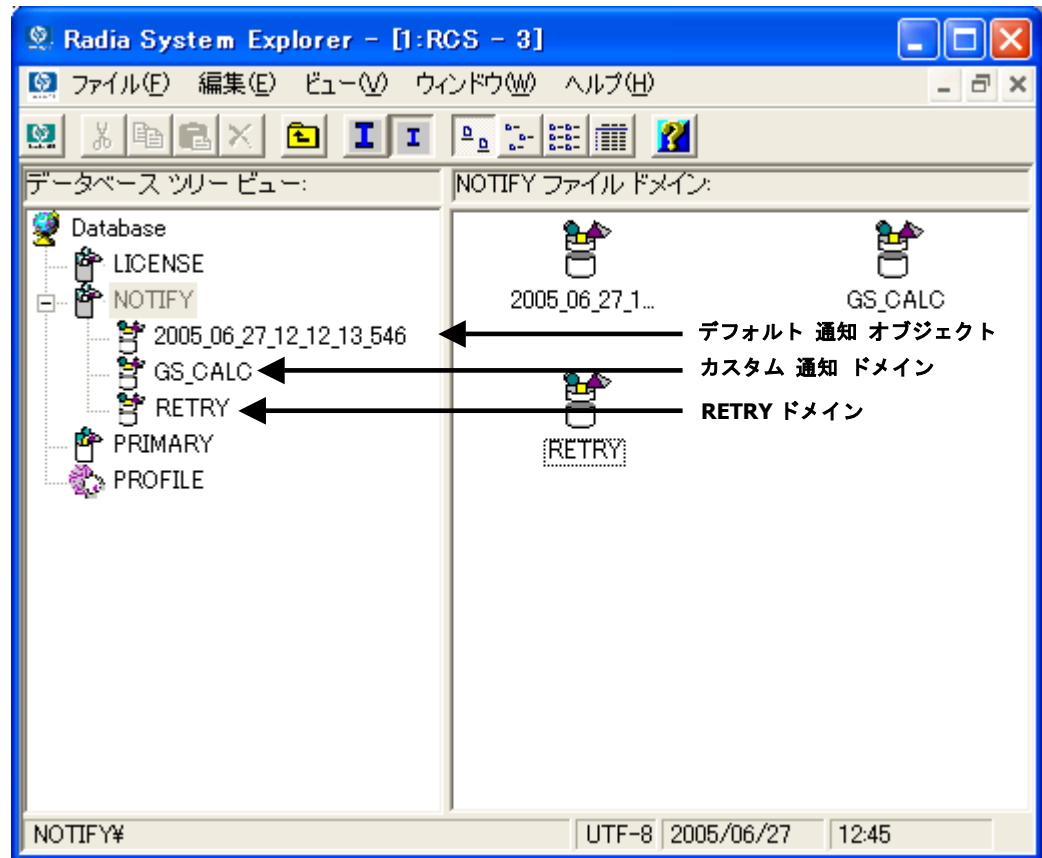 Radia System Explorer - [1:RCS - 3]
ファイル(F) 編集(E) ビュー(V) ウィンドウ(W) ヘルプ(H)
データベース ツリー ビュー:
NOTIFY ファイル ドメイン:
Database
LICENSE
NOTIFY
2005_06_27_12_12_13_546
GS_CALC
RETRY
PRIMARY
PROFILE
2005_06_27_1...
GS_CALC
RETRY
デフォルト 通知 オブジェクト
カスタム 通知 ドメイン
RETRY ドメイン
NOTIFY¥
UTF-8
2005/06/27
12:45